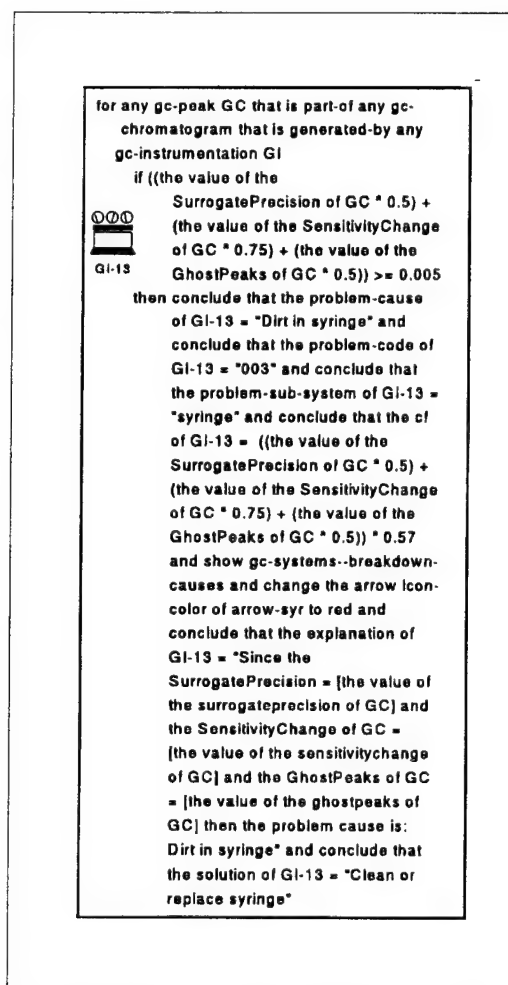 for any gc-peak GC that is part-of any gc-
chromatogram that is generated-by any
gc-instrumentation GI
if ((the value of the
SurrogatePrecision of GC * 0.5) +
(the value of the SensitivityChange
of GC * 0.75) + (the value of the
GhostPeaks of GC * 0.5)) >= 0.005
GI-13
then conclude that the problem-cause
of GI-13 = "Dirt in syringe" and
conclude that the problem-code of
GI-13 = "003" and conclude that
the problem-sub-system of GI-13 =
"syringe" and conclude that the cf
of GI-13 = ((the value of the
SurrogatePrecision of GC * 0.5) +
(the value of the SensitivityChange
of GC * 0.75) + (the value of the
GhostPeaks of GC * 0.5)) * 0.57
and show gc-systems--breakdown-
causes and change the arrow icon-
color of arrow-syr to red and
conclude that the explanation of
GI-13 = "Since the
SurrogatePrecision = [the value of
the surrogateprecision of GC] and
the SensitivityChange of GC =
[the value of the sensitivitychange
of GC] and the GhostPeaks of GC
= [the value of the ghostpeaks of
GC] then the problem cause is:
Dirt in syringe" and conclude that
the solution of GI-13 = "Clean or
replace syringe"